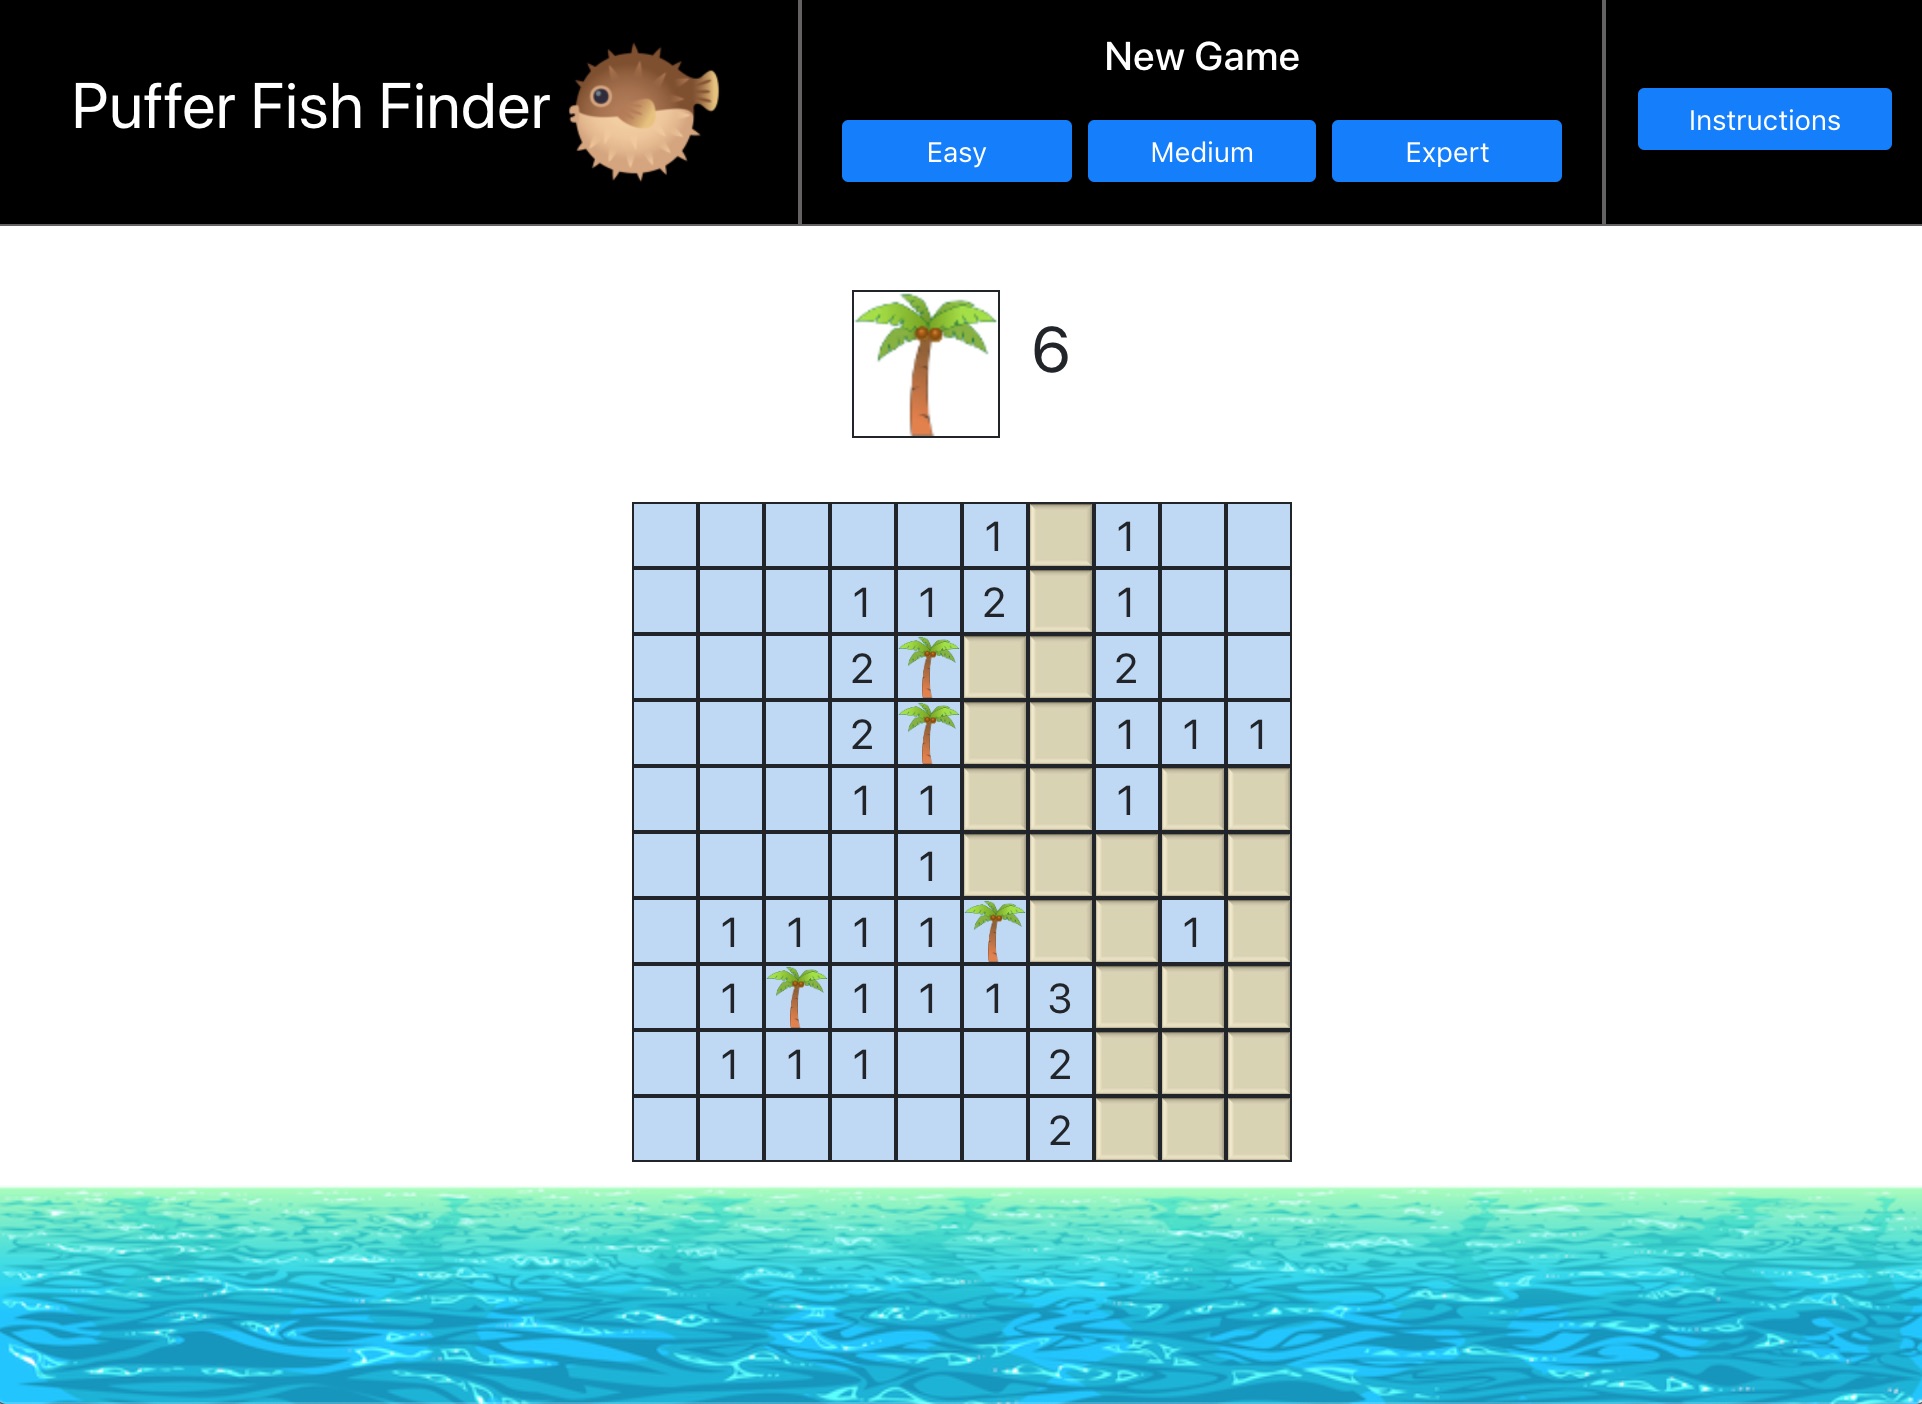 Puffer Fish Finder
New Game
Easy Medium Expert
Instructions
6
1 1
1 1 2 1
2 2
2 1 1 1
1 1 1
1
1 1 1 1 1
1 1 1 1 3
1 1 1 2
2